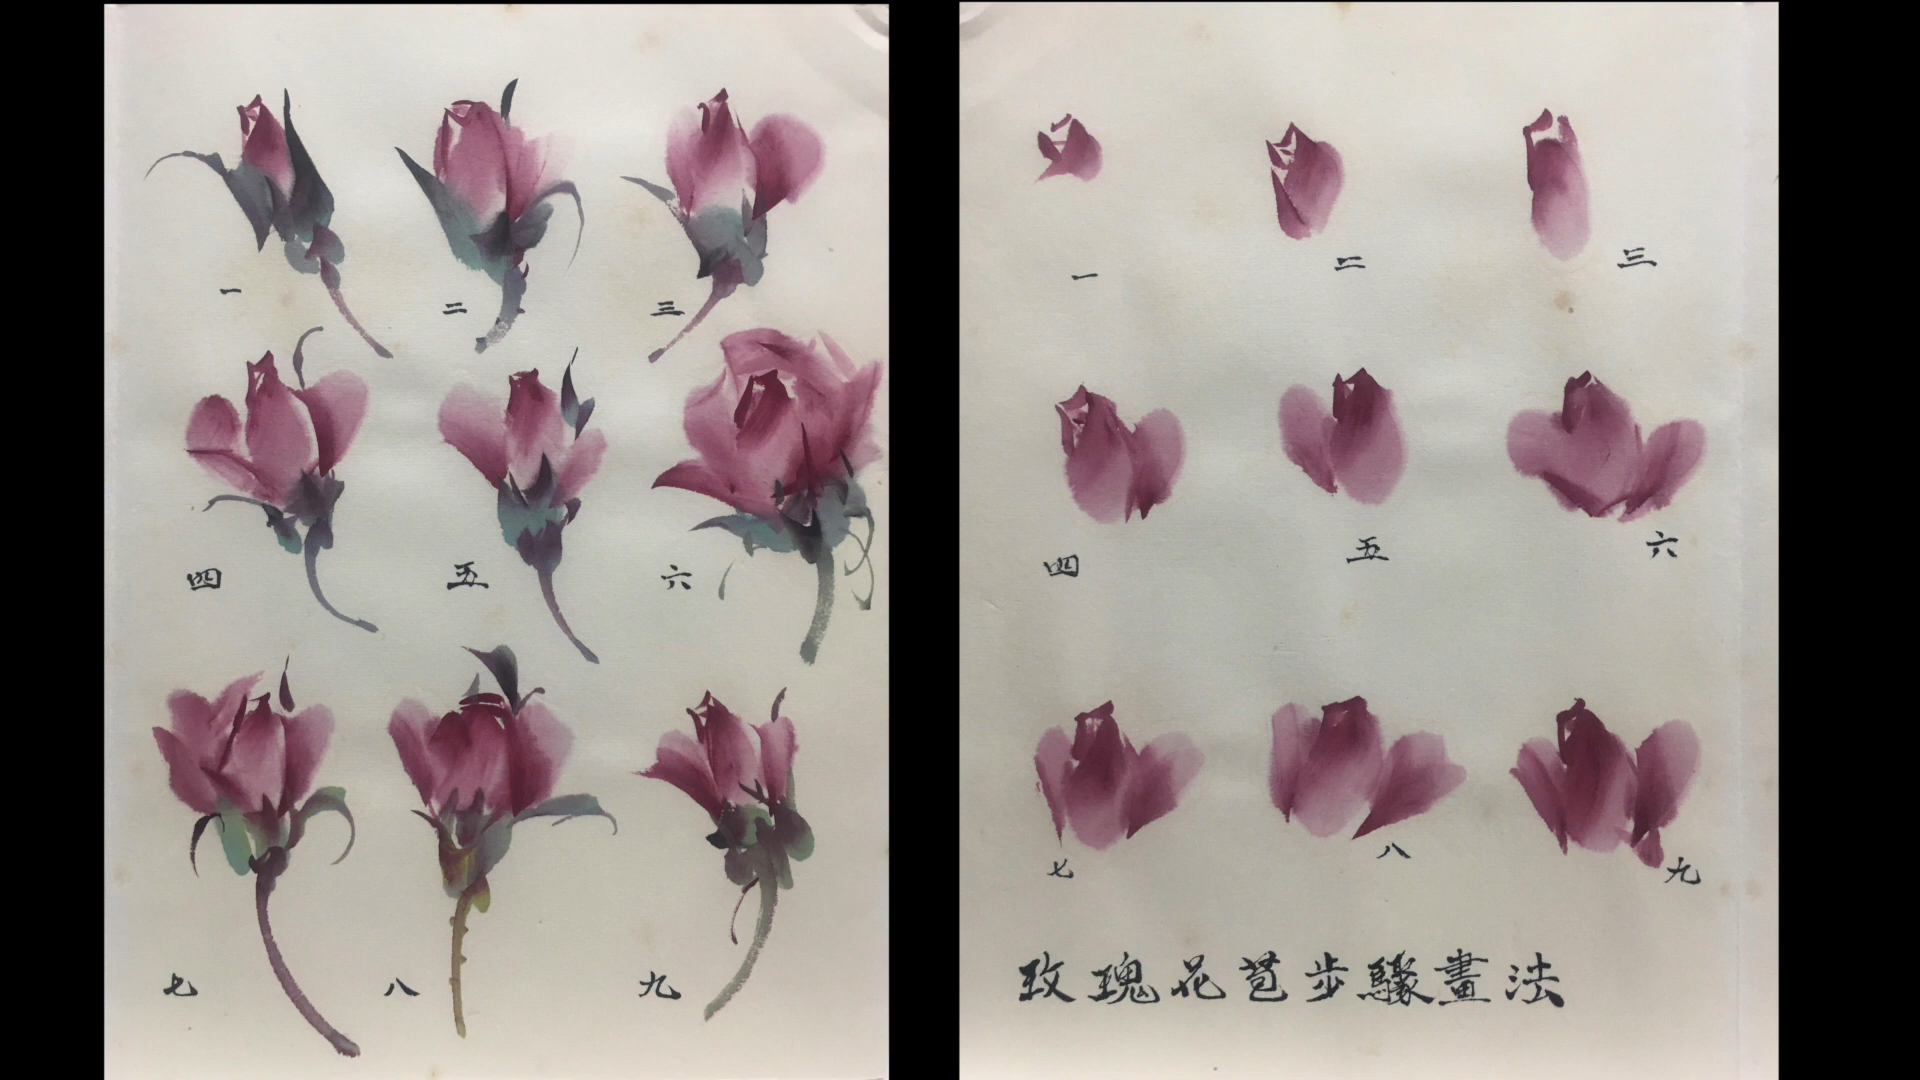 一 二 三
四 五 六
七 八 九
一 二 三
四 五 六
七 八 九
玫瑰花苞步驟畫法